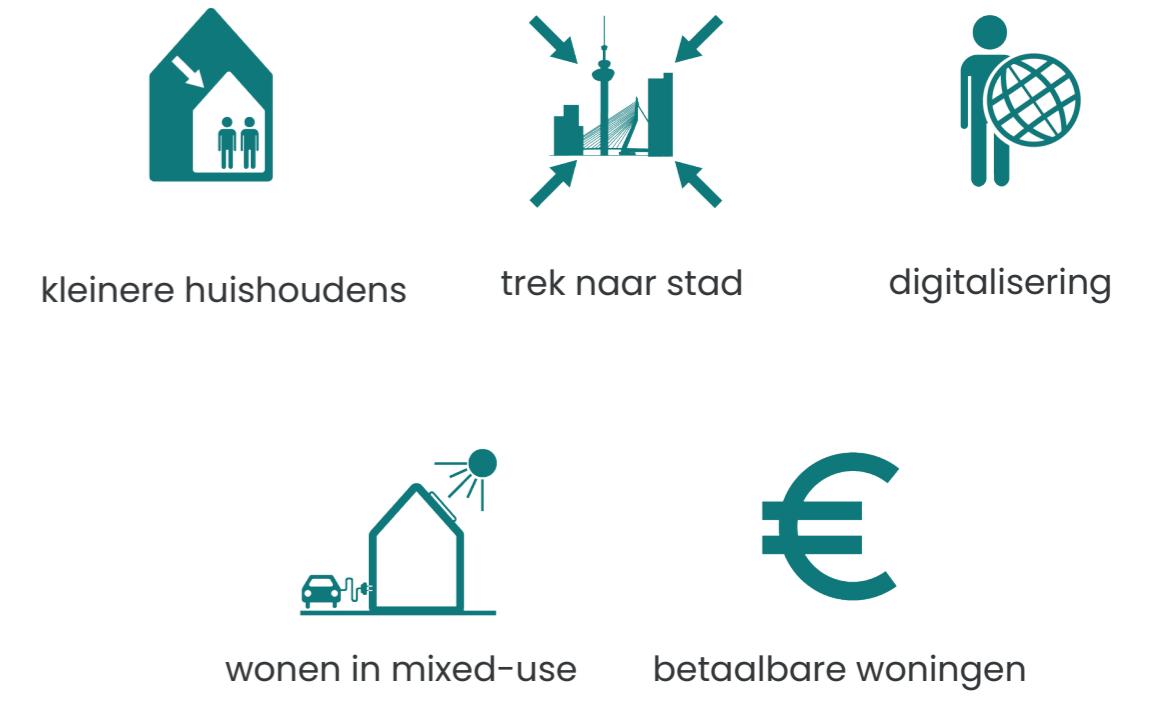 kleinere huishoudens
trek naar stad
digitalisering
wonen in mixed-use
betaalbare woningen